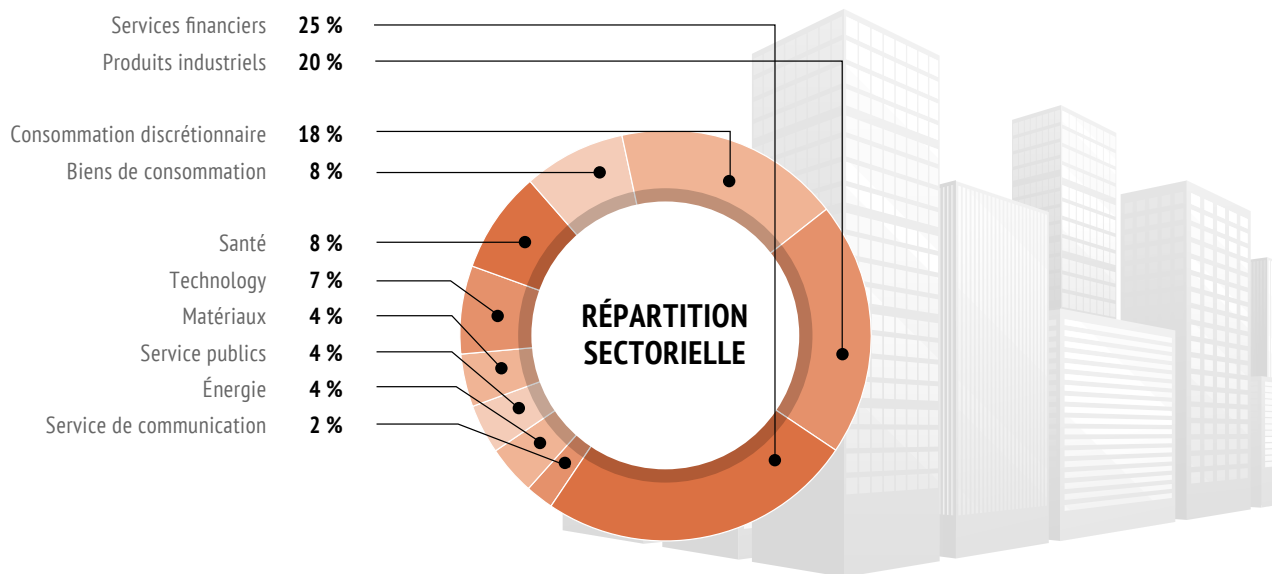 Services financiers 25 %
Produits industriels 20 %
Consommation discrétionnaire 18 %
Biens de consommation 8 %
Santé 8 %
Technology 7 %
Matériaux 4 %
Service publics 4 %
Énergie 4 %
Service de communication 2 %
RÉPARTITION
SECTORIELLE